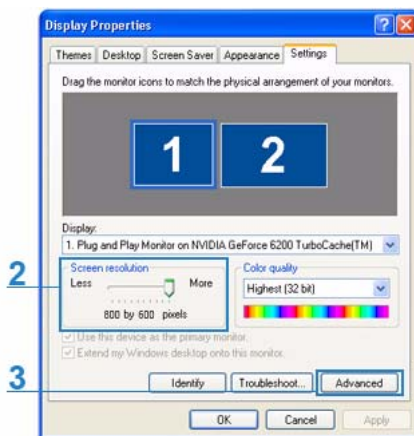 Display Properties
Themes Desktop Screen Saver Appearance Settings
Drag the monitor icons to match the physical arrangement of your monitors.
1 2
Display:
1. Plug and Play Monitor on NVIDIA GeForce 6200 TurboCache(TM)
2
Screen resolution
Less More
800 by 600 pixels
Color quality
Highest (32 bit)
Use this device as the primary monitor.
Extend my Windows desktop onto this monitor.
3
Identify Troubleshoot... Advanced
OK Cancel Apply